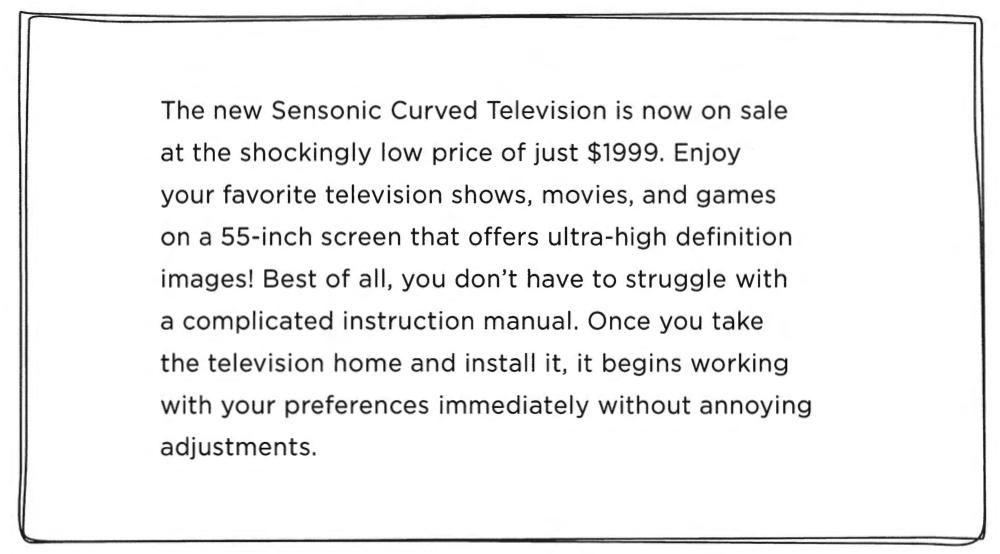 The new Sensonic Curved Television is now on sale
at the shockingly low price of just $1999. Enjoy
your favorite television shows, movies, and games
on a 55-inch screen that offers ultra-high definition
images! Best of all, you don't have to struggle with
a complicated instruction manual. Once you take
the television home and install it, it begins working
with your preferences immediately without annoying
adjustments.